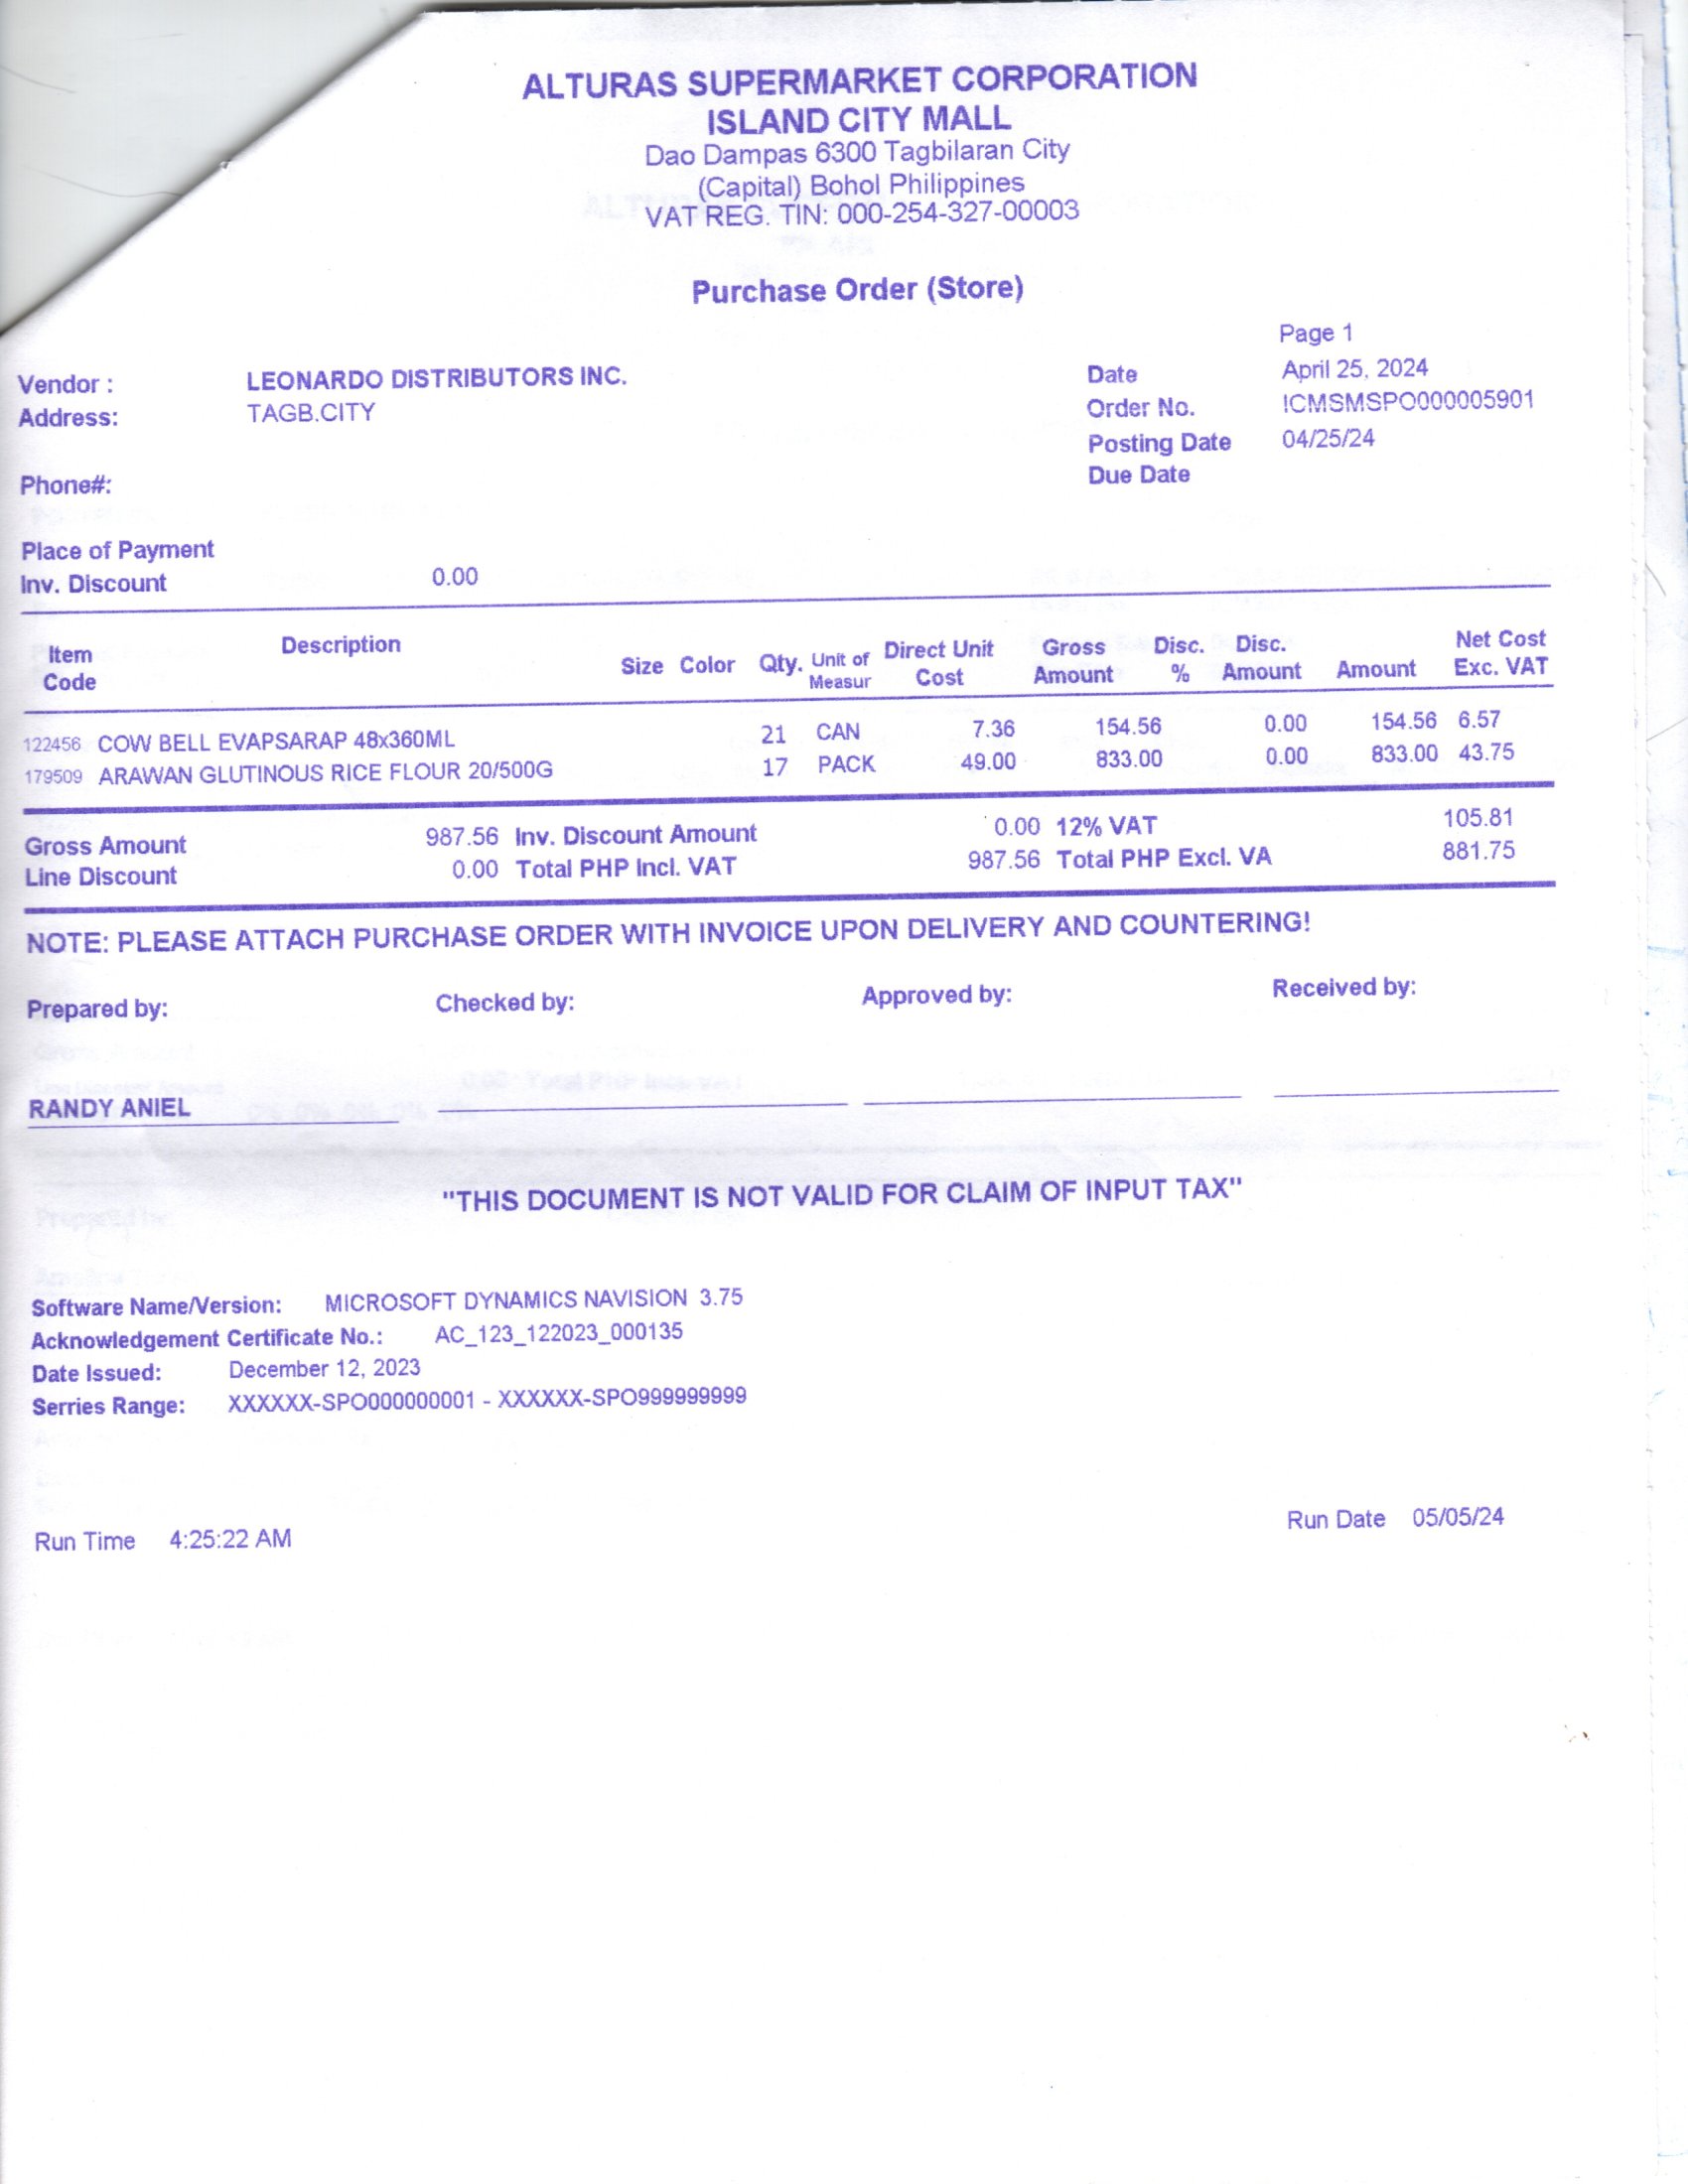 ALTURAS SUPERMARKET CORPORATION
ISLAND CITY MALL
Dao Dampas 6300 Tagbilaran City
(Capital) Bohol Philippines
VAT REG. TIN: 000-254-327-00003
Purchase Order (Store)
Page 1
Vendor : LEONARDO DISTRIBUTORS INC. Date April 25, 2024
Address: TAGB.CITY Order No. !CMSMSPO000005901
Posting Date 04/25/24
Phone#: Due Date
Place of Payment
Inv. Discount 0.00
Item Description Size Color Qty. Unit of Direct Unit Gross Disc. Disc. Amount Net Cost
Code Measur Cost Amount % Amount Exc. VAT
122456 COW BELL EVAPSARAP 48x360ML 21 CAN 7.36 154.56 0.00 154.56 6.57
179509 ARAWAN GLUTINOUS RICE FLOUR 20/500G 17 PACK 49.00 833.00 0.00 833.00 43.75
Gross Amount 987.56 Inv. Discount Amount 0.00 12% VAT 105.81
Line Discount 0.00 Total PHP Incl. VAT 987.56 Total PHP Excl. VA 881.75
NOTE: PLEASE ATTACH PURCHASE ORDER WITH INVOICE UPON DELIVERY AND COUNTERING!
Prepared by: Checked by: Approved by: Received by:
RANDY ANIEL
"THIS DOCUMENT IS NOT VALID FOR CLAIM OF INPUT TAX"
Software Name/Version: MICROSOFT DYNAMICS NAVISION 3.75
Acknowledgement Certificate No.: AC_123_122023_000135
Date Issued: December 12, 2023
Serries Range: XXXXXX-SPO000000001 - XXXXXX-SPO999999999
Run Time 4:25:22 AM Run Date 05/05/24